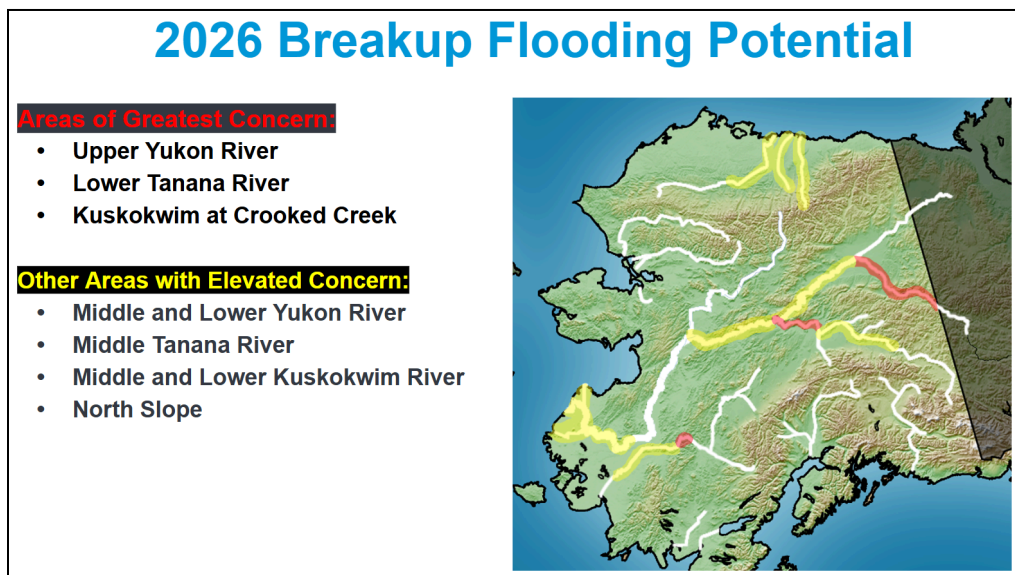 2026 Breakup Flooding Potential
Areas of Greatest Concern:
• Upper Yukon River
• Lower Tanana River
• Kuskokwim at Crooked Creek
Other Areas with Elevated Concern:
• Middle and Lower Yukon River
• Middle Tanana River
• Middle and Lower Kuskokwim River
• North Slope